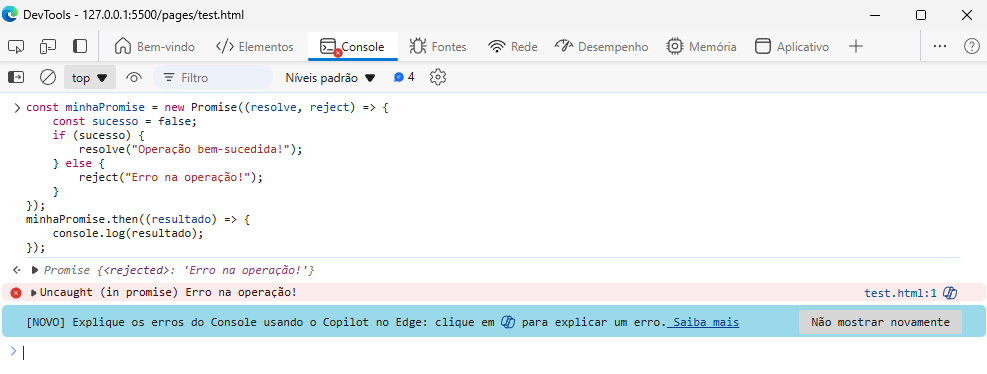 DevTools - 127.0.0.1:5500/pages/test.html
Bem-vindo Elementos Console Fontes Rede Desempenho Memória Aplicativo
top Filtro Níveis padrão 4
const minhaPromise = new Promise((resolve, reject) => {
    const sucesso = false;
    if (sucesso) {
        resolve("Operação bem-sucedida!");
    } else {
        reject("Erro na operação!");
    }
});
minhaPromise.then((resultado) => {
    console.log(resultado);
});
Promise {<rejected>: 'Erro na operação!'}
Uncaught (in promise) Erro na operação! test.html:1
[NOVO] Explique os erros do Console usando o Copilot no Edge: clique em para explicar um erro. Saiba mais Não mostrar novamente